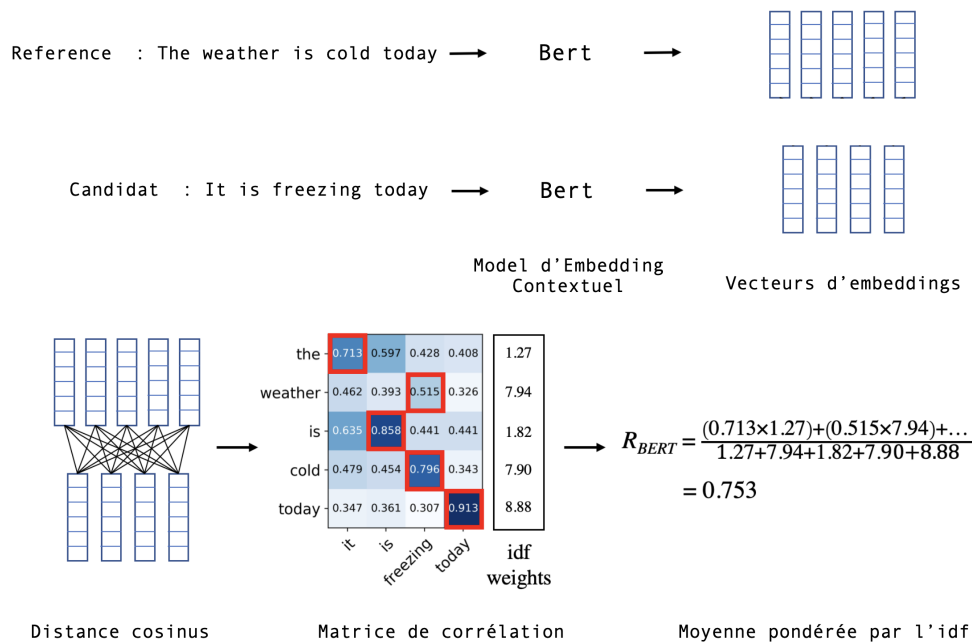 Reference : The weather is cold today
Bert
Candidat : It is freezing today
Bert
Model d'Embedding
Contextuel
Vecteurs d'embeddings
the 0.713 0.597 0.428 0.408 1.27
weather 0.462 0.393 0.515 0.326 7.94
is 0.635 0.858 0.441 0.441 1.82
cold 0.479 0.454 0.796 0.343 7.90
today 0.347 0.361 0.307 0.913 8.88
it is freezing today
idf
weights
R_BERT = (0.713×1.27)+(0.515×7.94)+...
1.27+7.94+1.82+7.90+8.88
= 0.753
Distance cosinus
Matrice de corrélation
Moyenne pondérée par l'idf